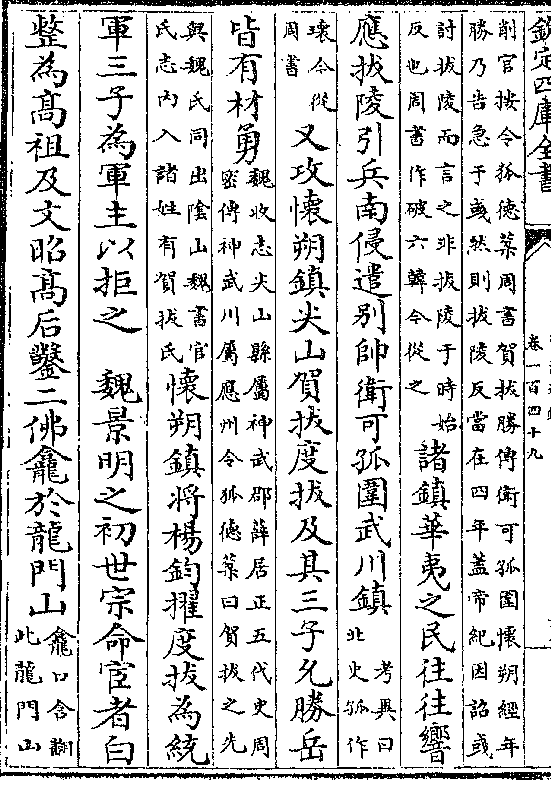 欽定四庫全書
卷一百四十九
削官按令狐德棻周書賀拔勝傳衛可孤圍懷朔經年
勝乃告急于彧然則拔陵反當在四年蓋帝紀因詔彧
討拔陵而言之非拔陵于時始
反也周書作破六韓今從之
諸鎮華夷之民往往響
應拔陵引兵南侵遣別帥衛可孤圍武川鎮
考異曰
北史孤作
瓌今從
周書
又攻懷朔鎮尖山賀拔度拔及其三子允勝岳
皆有材勇
魏收志尖山縣屬神武郡薛居正五代史周
密傳神武川屬應州令狐德棻曰賀拔之先
與魏氏同出陰山魏書官
氏志內入諸姓有賀拔氏
懷朔鎮將楊鈞擢度拔為統
軍三子為軍主以拒之　魏景明之初世宗命宦者白
整為高祖及文昭高后鑿二佛龕於龍門山
龕口含翻
此龍門山